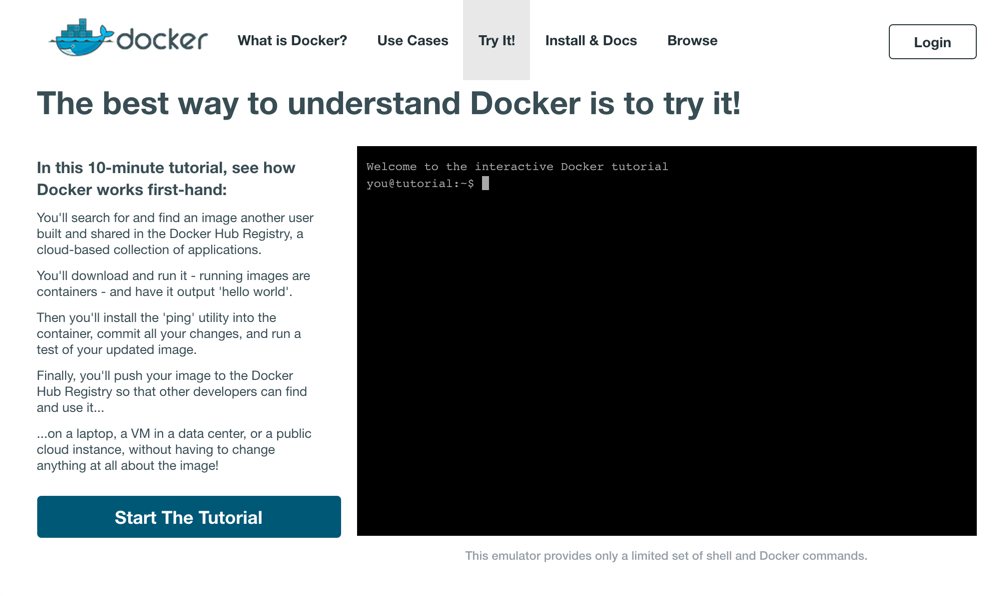 docker
What is Docker?
Use Cases
Try It!
Install & Docs
Browse
Login
The best way to understand Docker is to try it!
In this 10-minute tutorial, see how
Docker works first-hand:
You'll search for and find an image another user
built and shared in the Docker Hub Registry, a
cloud-based collection of applications.
You'll download and run it - running images are
containers - and have it output 'hello world'.
Then you'll install the 'ping' utility into the
container, commit all your changes, and run a
test of your updated image.
Finally, you'll push your image to the Docker
Hub Registry so that other developers can find
and use it...
...on a laptop, a VM in a data center, or a public
cloud instance, without having to change
anything at all about the image!
Start The Tutorial
Welcome to the interactive Docker tutorial
you@tutorial:~$
This emulator provides only a limited set of shell and Docker commands.